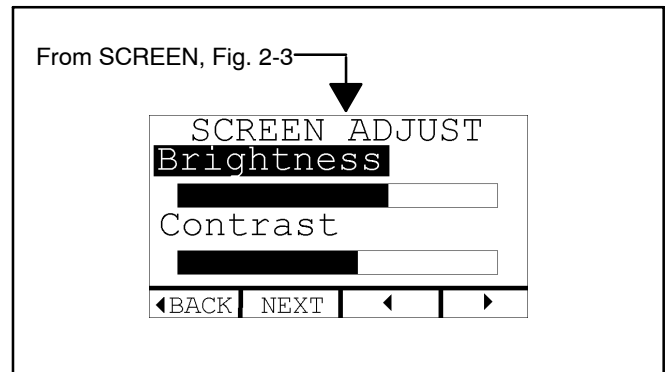 From SCREEN, Fig. 2-3
SCREEN ADJUST
Brightness
Contrast
◀BACK NEXT ◀ ▶